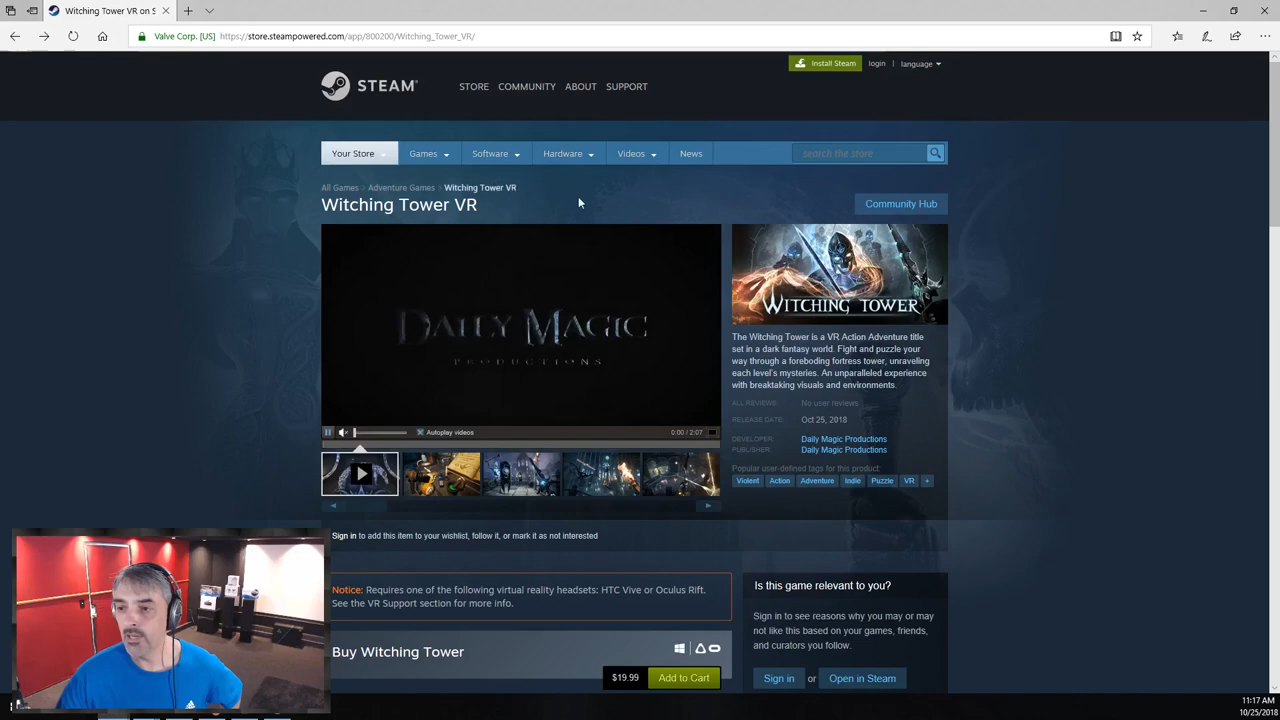 Witching Tower VR on S
Valve Corp. [US] https://store.steampowered.com/app/800200/Witching_Tower_VR/
Install Steam login | language
STEAM STORE COMMUNITY ABOUT SUPPORT
Your Store Games Software Hardware Videos News search the store
All Games > Adventure Games > Witching Tower VR
Witching Tower VR
Community Hub
DAILY MAGIC
PRODUCTIONS
Autoplay videos 0:00 / 2:07
WITCHING TOWER
The Witching Tower is a VR Action Adventure title
set in a dark fantasy world. Fight and puzzle your
way through a foreboding fortress tower, unraveling
each level's mysteries. An unparalleled experience
with breaktaking visuals and environments.
ALL REVIEWS: No user reviews
RELEASE DATE: Oct 25, 2018
DEVELOPER: Daily Magic Productions
PUBLISHER: Daily Magic Productions
Popular user-defined tags for this product:
Violent Action Adventure Indie Puzzle VR +
Sign in to add this item to your wishlist, follow it, or mark it as not interested
Notice: Requires one of the following virtual reality headsets: HTC Vive or Oculus Rift.
See the VR Support section for more info.
Buy Witching Tower
$19.99 Add to Cart
Is this game relevant to you?
Sign in to see reasons why you may or
may not like this based on your games, friends,
and curators you follow.
Sign in or Open in Steam
11:17 AM
10/25/2018